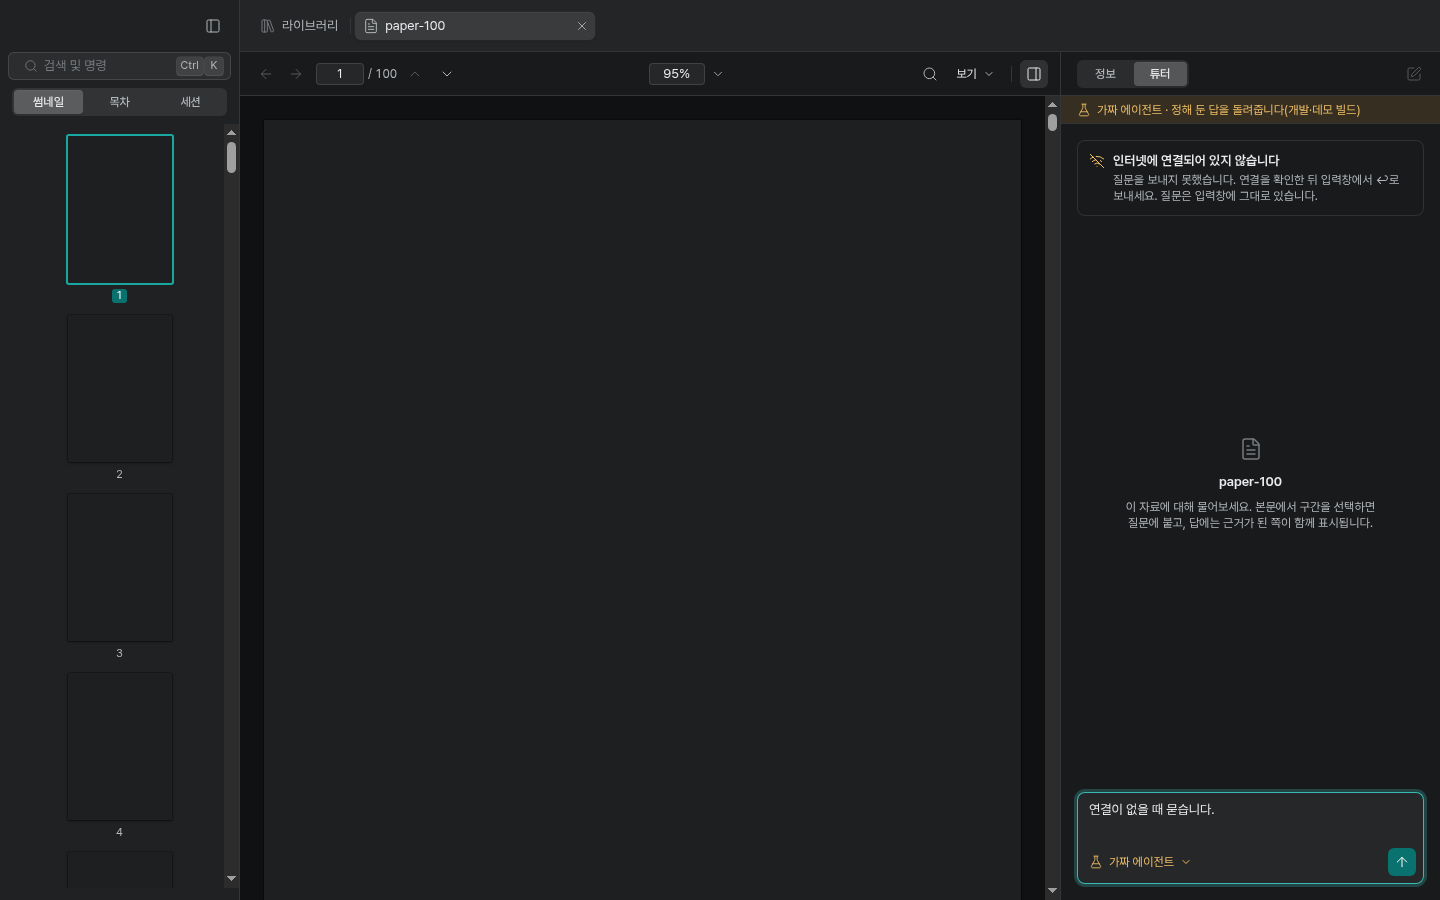 라이브러리
paper-100
검색 및 명령
Ctrl K
썸네일 목차 세션
1
2
3
4
1 / 100
95%
보기
정보 튜터
가짜 에이전트 · 정해 둔 답을 돌려줍니다(개발·데모 빌드)
인터넷에 연결되어 있지 않습니다
질문을 보내지 못했습니다. 연결을 확인한 뒤 입력창에서 ↩로
보내세요. 질문은 입력창에 그대로 있습니다.
paper-100
이 자료에 대해 물어보세요. 본문에서 구간을 선택하면
질문에 붙고, 답에는 근거가 된 쪽이 함께 표시됩니다.
연결이 없을 때 묻습니다.
가짜 에이전트